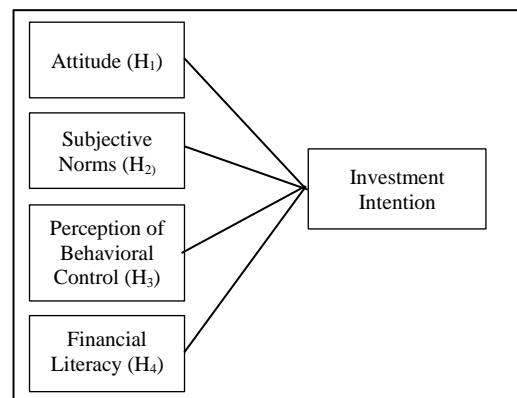 Attitude (H₁)
Subjective
Norms (H₂)
Perception of
Behavioral
Control (H₃)
Financial
Literacy (H₄)
Investment
Intention